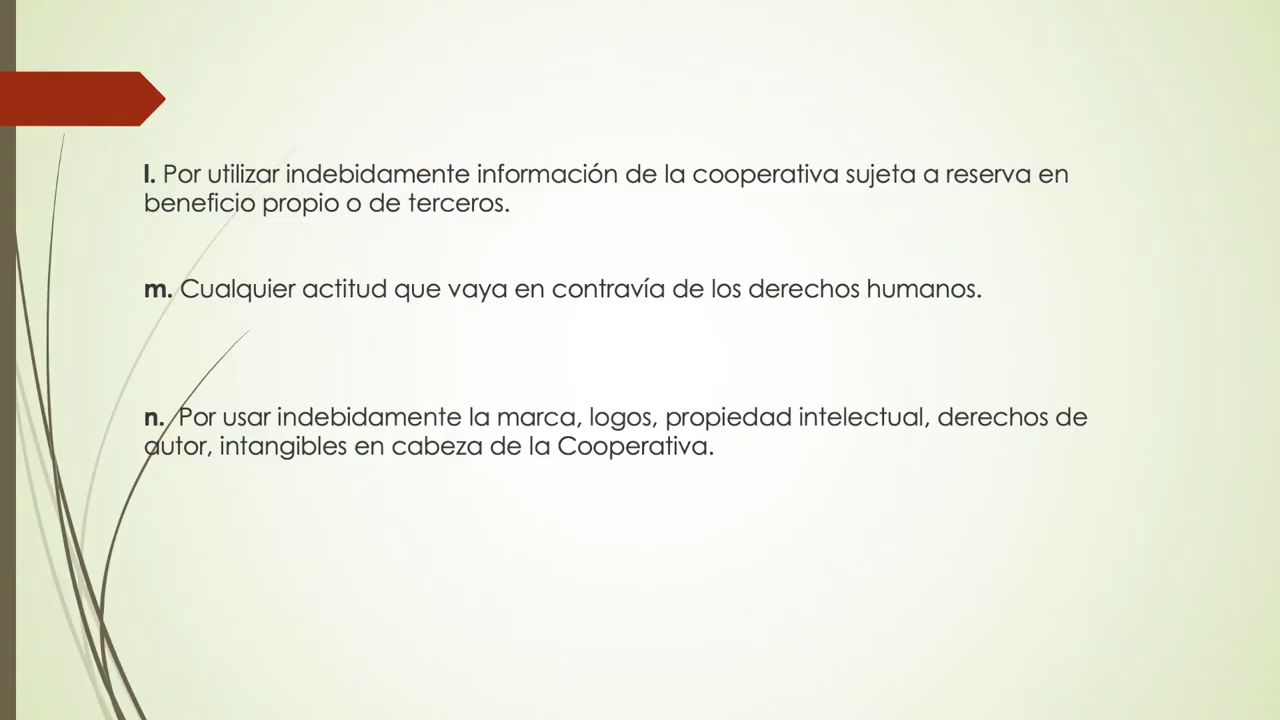 l. Por utilizar indebidamente información de la cooperativa sujeta a reserva en
beneficio propio o de terceros.
m. Cualquier actitud que vaya en contravía de los derechos humanos.
n. Por usar indebidamente la marca, logos, propiedad intelectual, derechos de
autor, intangibles en cabeza de la Cooperativa.